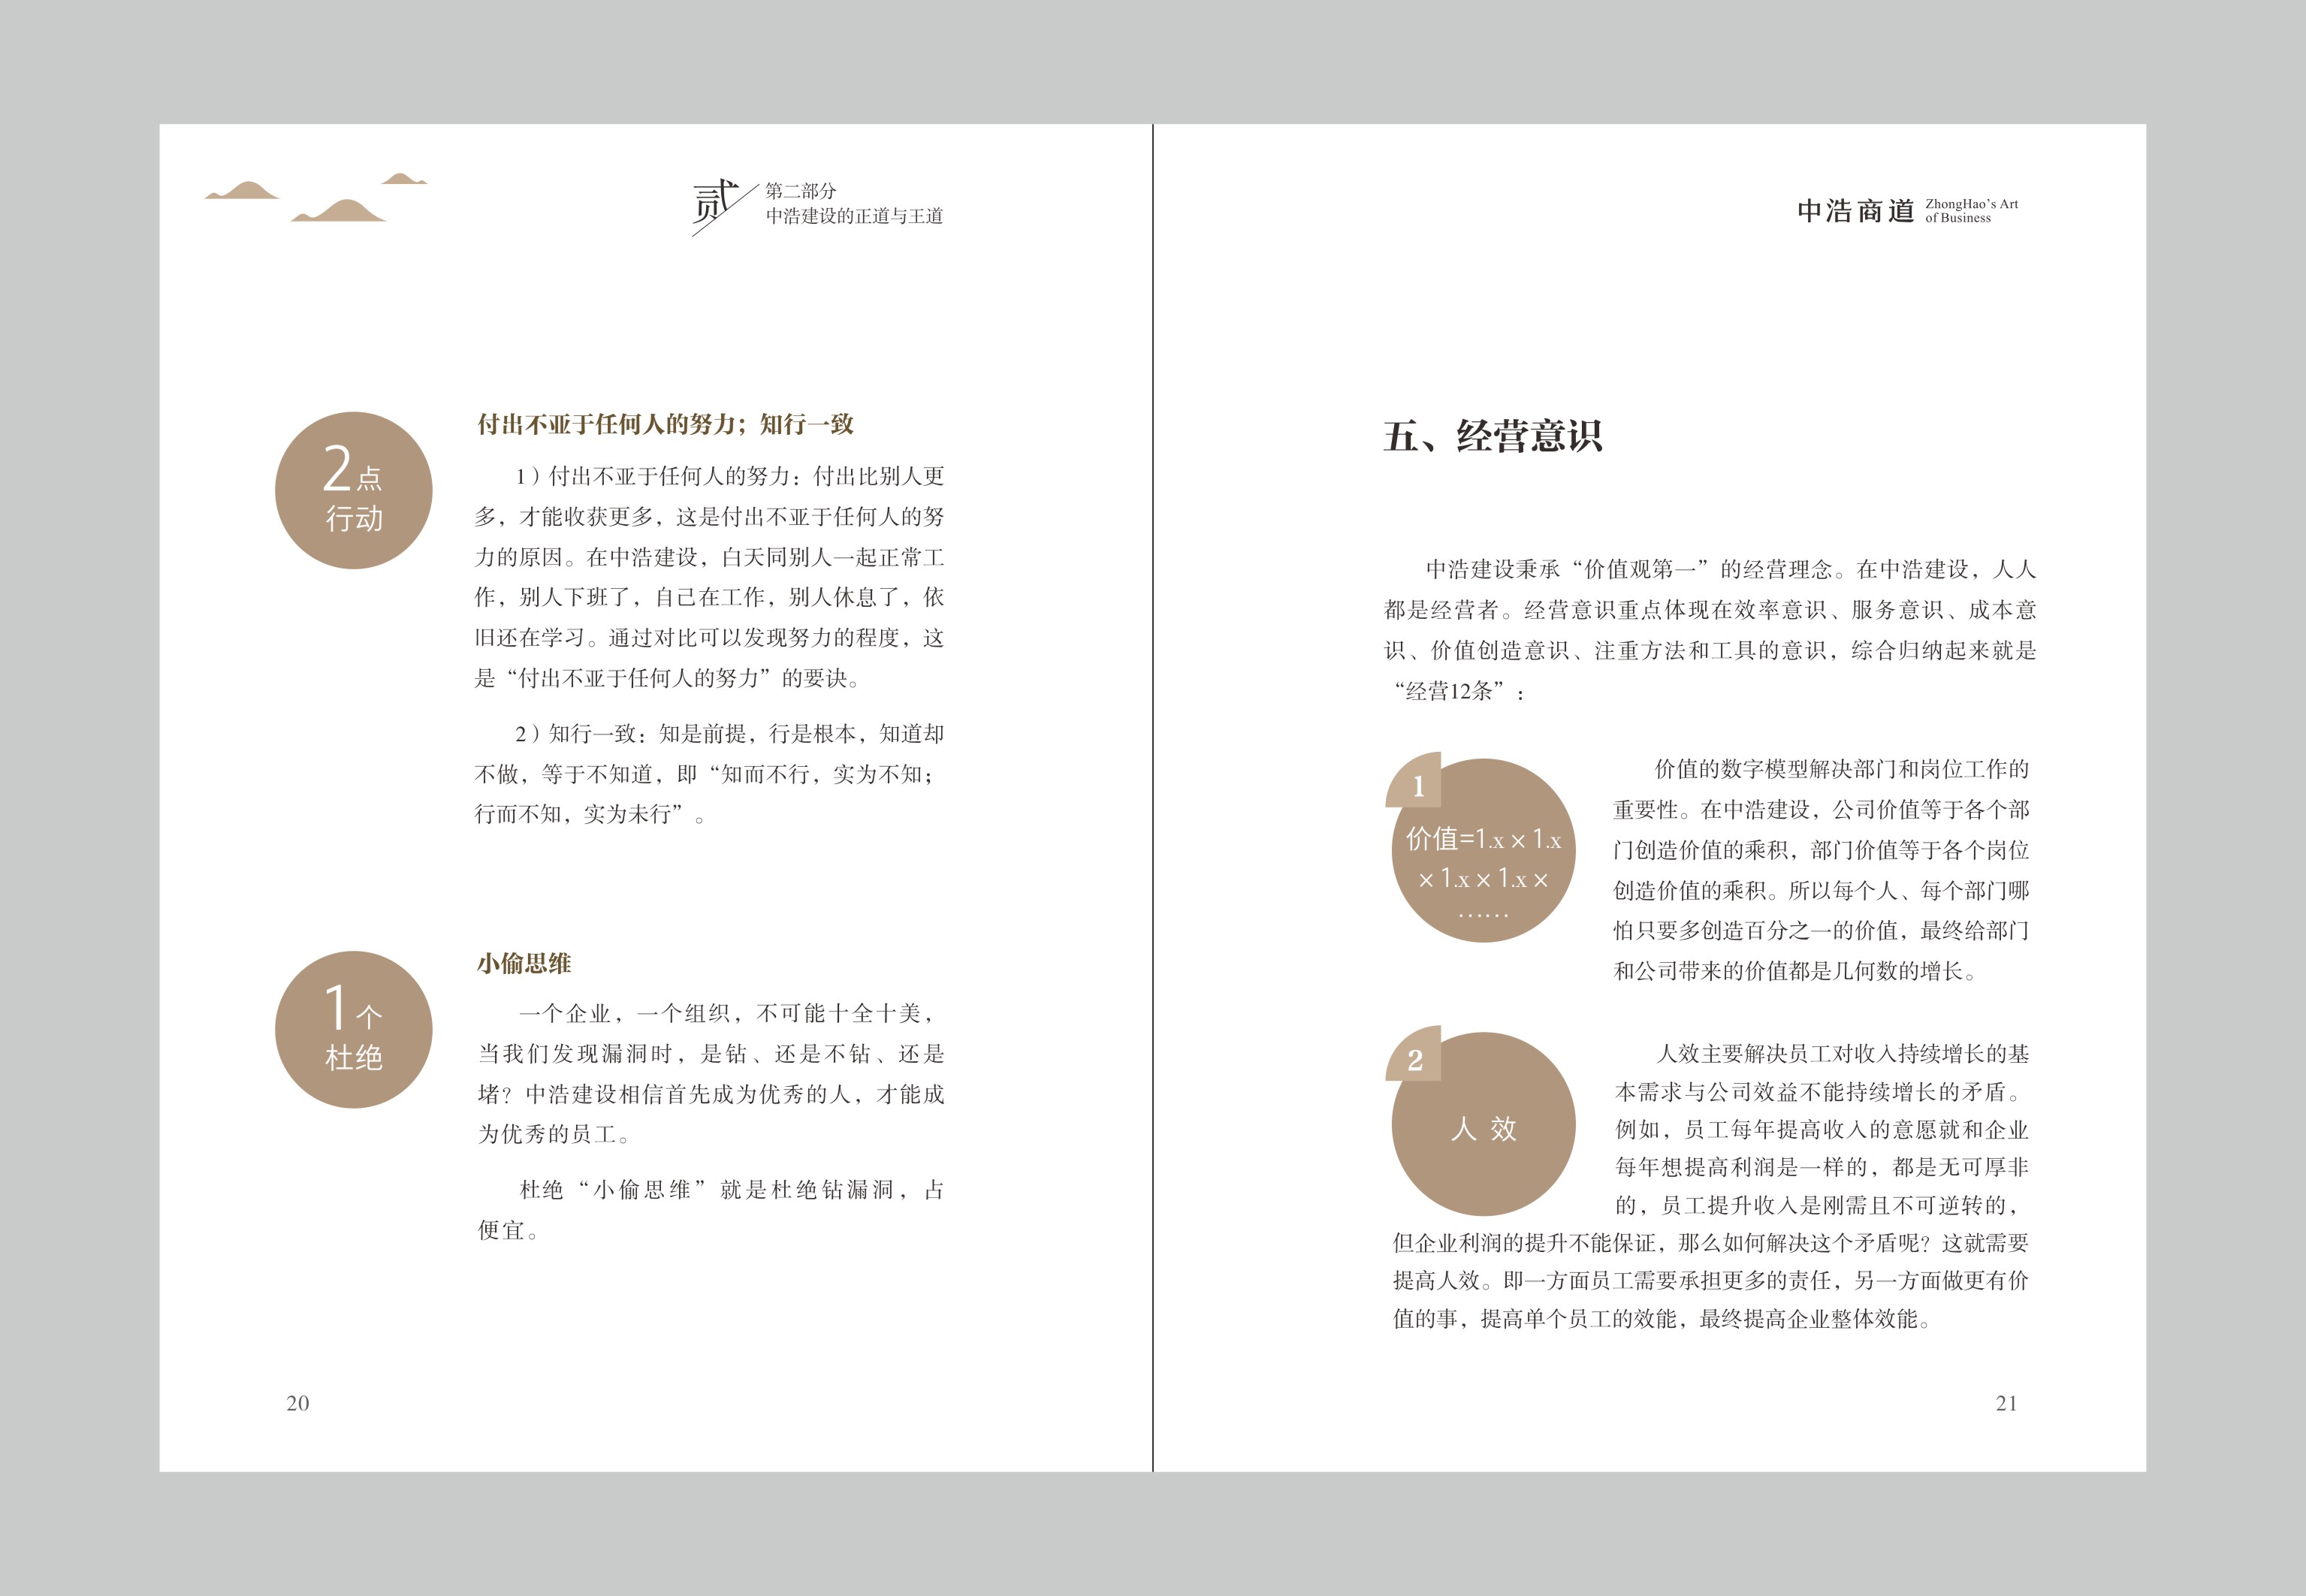 贰
第二部分
中浩建设的正道与王道
2点
行动
付出不亚于任何人的努力；知行一致
1）付出不亚于任何人的努力：付出比别人更
多，才能收获更多，这是付出不亚于任何人的努
力的原因。在中浩建设，白天同别人一起正常工
作，别人下班了，自己在工作，别人休息了，依
旧还在学习。通过对比可以发现努力的程度，这
是“付出不亚于任何人的努力”的要诀。
2）知行一致：知是前提，行是根本，知道却
不做，等于不知道，即“知而不行，实为不知；
行而不知，实为未行”。
1个
杜绝
小偷思维
一个企业，一个组织，不可能十全十美，
当我们发现漏洞时，是钻、还是不钻、还是
堵？中浩建设相信首先成为优秀的人，才能成
为优秀的员工。
杜绝“小偷思维”就是杜绝钻漏洞，占
便宜。
20
中浩商道
ZhongHao’s Art
of Business
五、经营意识
中浩建设秉承“价值观第一”的经营理念。在中浩建设，人人
都是经营者。经营意识重点体现在效率意识、服务意识、成本意
识、价值创造意识、注重方法和工具的意识，综合归纳起来就是
“经营12条”：
1
价值=1.x×1.x
×1.x×1.x×
……
价值的数字模型解决部门和岗位工作的
重要性。在中浩建设，公司价值等于各个部
门创造价值的乘积，部门价值等于各个岗位
创造价值的乘积。所以每个人、每个部门哪
怕只要多创造百分之一的价值，最终给部门
和公司带来的价值都是几何数的增长。
2
人 效
人效主要解决员工对收入持续增长的基
本需求与公司效益不能持续增长的矛盾。
例如，员工每年提高收入的意愿就和企业
每年想提高利润是一样的，都是无可厚非
的，员工提升收入是刚需且不可逆转的，
但企业利润的提升不能保证，那么如何解决这个矛盾呢？这就需要
提高人效。即一方面员工需要承担更多的责任，另一方面做更有价
值的事，提高单个员工的效能，最终提高企业整体效能。
21